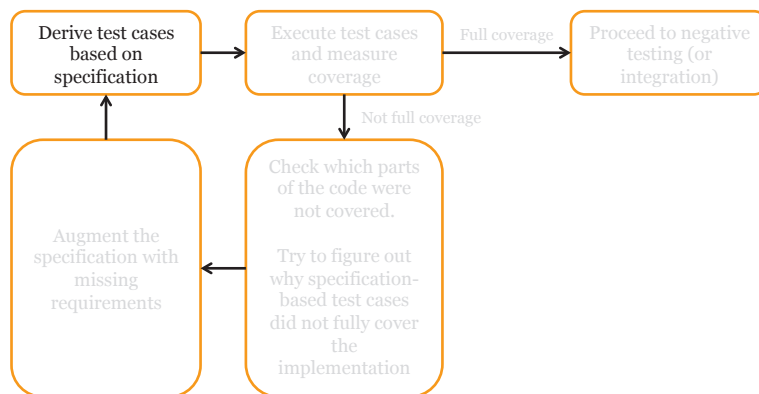 Derive test cases
based on
specification
Execute test cases
and measure
coverage
Full coverage
Proceed to negative
testing (or
integration)
Not full coverage
Check which parts
of the code were
not covered.
Try to figure out
why specification-
based test cases
did not fully cover
the
implementation
Augment the
specification with
missing
requirements